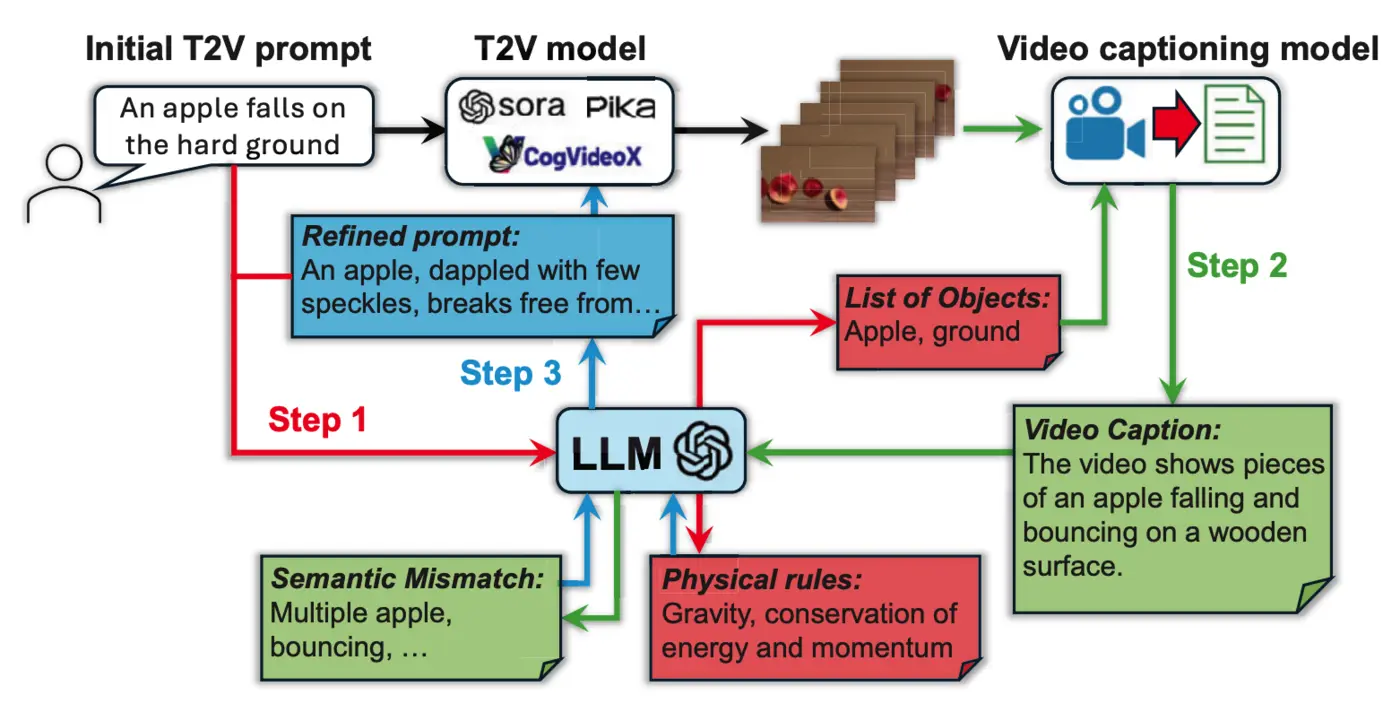 Initial T2V prompt
T2V model
Video captioning model
An apple falls on
the hard ground
sora
Pika
CogVideoX
Refined prompt:
An apple, dappled with few
speckles, breaks free from…
Step 2
List of Objects:
Apple, ground
Step 3
Step 1
LLM
Video Caption:
The video shows pieces
of an apple falling and
bouncing on a wooden
surface.
Semantic Mismatch:
Multiple apple,
bouncing, …
Physical rules:
Gravity, conservation of
energy and momentum